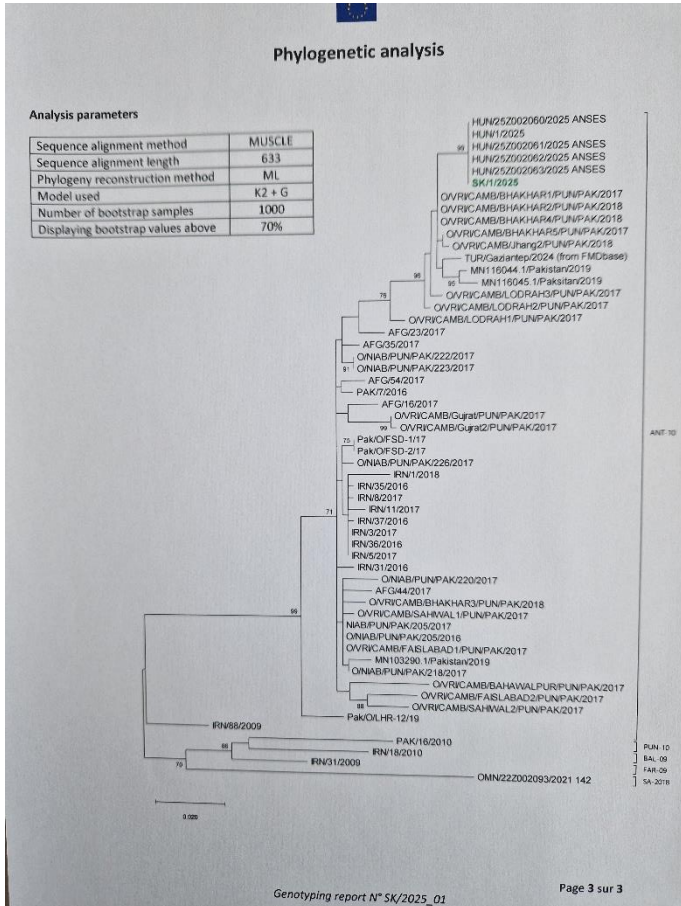 Phylogenetic analysis
Analysis parameters
Sequence alignment method MUSCLE
Sequence alignment length 633
Phylogeny reconstruction method ML
Model used K2 + G
Number of bootstrap samples 1000
Displaying bootstrap values above 70%
HUN/25Z002060/2025 ANSES
HUN/1/2025
99 HUN/25Z002061/2025 ANSES
HUN/25Z002062/2025 ANSES
HUN/25Z002063/2025 ANSES
SK/1/2025
O/VRI/CAMB/BHAKHAR1/PUN/PAK/2017
O/VRI/CAMB/BHAKHAR2/PUN/PAK/2018
O/VRI/CAMB/BHAKHAR4/PUN/PAK/2018
O/VRI/CAMB/BHAKHAR5/PUN/PAK/2017
O/VRI/CAMB/Jhang2/PUN/PAK/2018
TUR/Gaziantep/2024 (from FMDbase)
MN116044.1/Pakistan/2019
98 95 MN116045.1/Paksitan/2019
78 O/VRI/CAMB/LODRAH3/PUN/PAK/2017
O/VRI/CAMB/LODRAH2/PUN/PAK/2017
O/VRI/CAMB/LODRAH1/PUN/PAK/2017
AFG/23/2017
AFG/35/2017
O/NIAB/PUN/PAK/222/2017
91 O/NIAB/PUN/PAK/223/2017
AFG/54/2017
PAK/7/2016
AFG/16/2017
O/VRI/CAMB/Gujrat/PUN/PAK/2017
99 O/VRI/CAMB/Gujrat2/PUN/PAK/2017
ANT-10
75 Pak/O/FSD-1/17
Pak/O/FSD-2/17
O/NIAB/PUN/PAK/226/2017
IRN/1/2018
IRN/35/2016
IRN/8/2017
IRN/11/2017
71 IRN/37/2016
IRN/3/2017
IRN/36/2016
IRN/5/2017
IRN/31/2016
O/NIAB/PUN/PAK/220/2017
AFG/44/2017
O/VRI/CAMB/BHAKHAR3/PUN/PAK/2018
99 O/VRI/CAMB/SAHIWAL1/PUN/PAK/2017
NIAB/PUN/PAK/205/2017
O/NIAB/PUN/PAK/205/2016
O/VRI/CAMB/FAISLABAD1/PUN/PAK/2017
MN103290.1/Pakistan/2019
O/NIAB/PUN/PAK/218/2017
O/VRI/CAMB/BAHAWALPUR/PUN/PAK/2017
O/VRI/CAMB/FAISLABAD2/PUN/PAK/2017
88 O/VRI/CAMB/SAHIWAL2/PUN/PAK/2017
Pak/O/LHR-12/19
IRN/88/2009
PAK/16/2010 PUN-10
IRN/18/2010 BAL-09
70 IRN/31/2009 FAR-09
OMN/22Z002093/2021 142 SA-2018
0.020
Genotyping report N° SK/2025_01
Page 3 sur 3